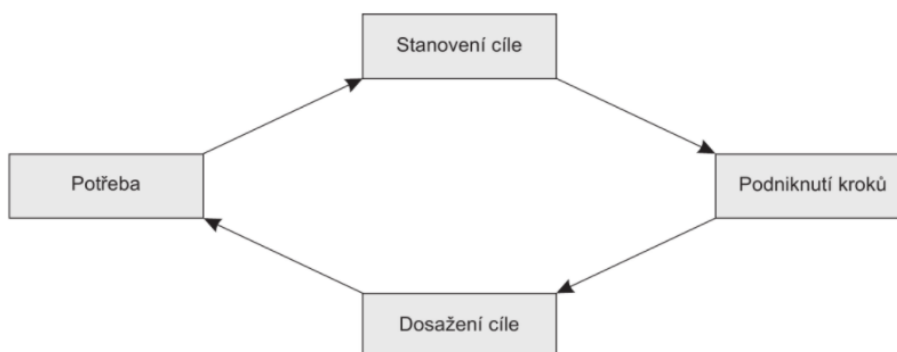 Stanovení cíle
Potřeba
Podniknutí kroků
Dosažení cíle